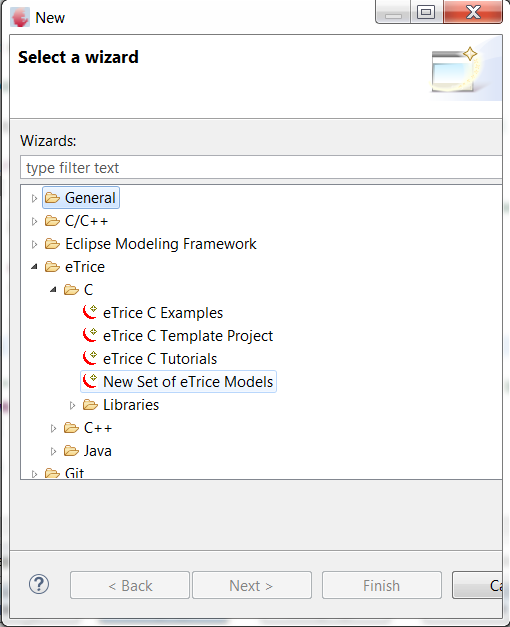 New
Select a wizard
Wizards:
type filter text
General
C/C++
Eclipse Modeling Framework
eTrice
C
eTrice C Examples
eTrice C Template Project
eTrice C Tutorials
New Set of eTrice Models
Libraries
C++
Java
Git
? < Back Next > Finish Ca